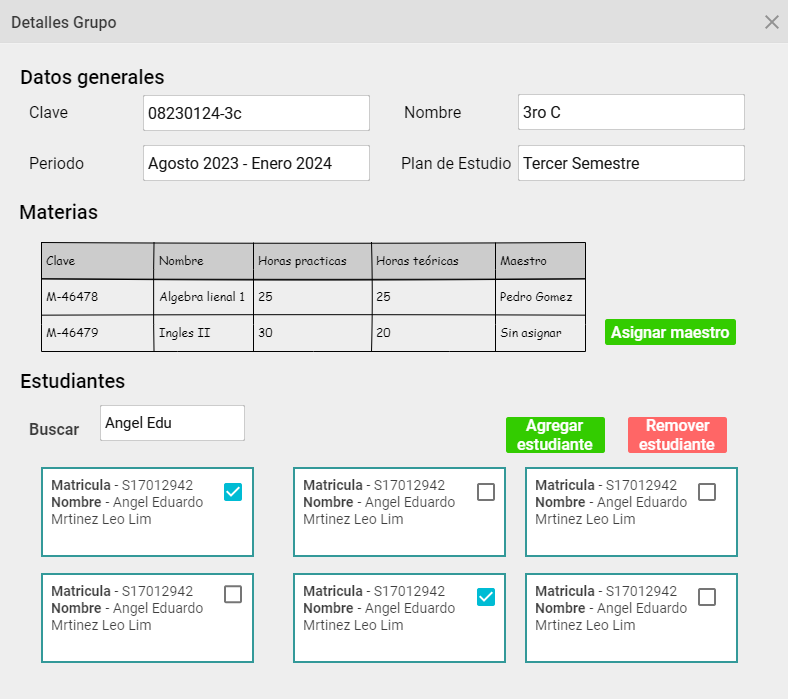 Detalles Grupo
Datos generales
Clave 08230124-3c Nombre 3ro C
Periodo Agosto 2023 - Enero 2024 Plan de Estudio Tercer Semestre
Materias
Clave Nombre Horas practicas Horas teóricas Maestro
M-46478 Algebra lienal 1 25 25 Pedro Gomez
M-46479 Ingles II 30 20 Sin asignar
Asignar maestro
Estudiantes
Buscar Angel Edu
Agregar
estudiante
Remover
estudiante
Matricula - S17012942
Nombre - Angel Eduardo
Mrtinez Leo Lim
Matricula - S17012942
Nombre - Angel Eduardo
Mrtinez Leo Lim
Matricula - S17012942
Nombre - Angel Eduardo
Mrtinez Leo Lim
Matricula - S17012942
Nombre - Angel Eduardo
Mrtinez Leo Lim
Matricula - S17012942
Nombre - Angel Eduardo
Mrtinez Leo Lim
Matricula - S17012942
Nombre - Angel Eduardo
Mrtinez Leo Lim